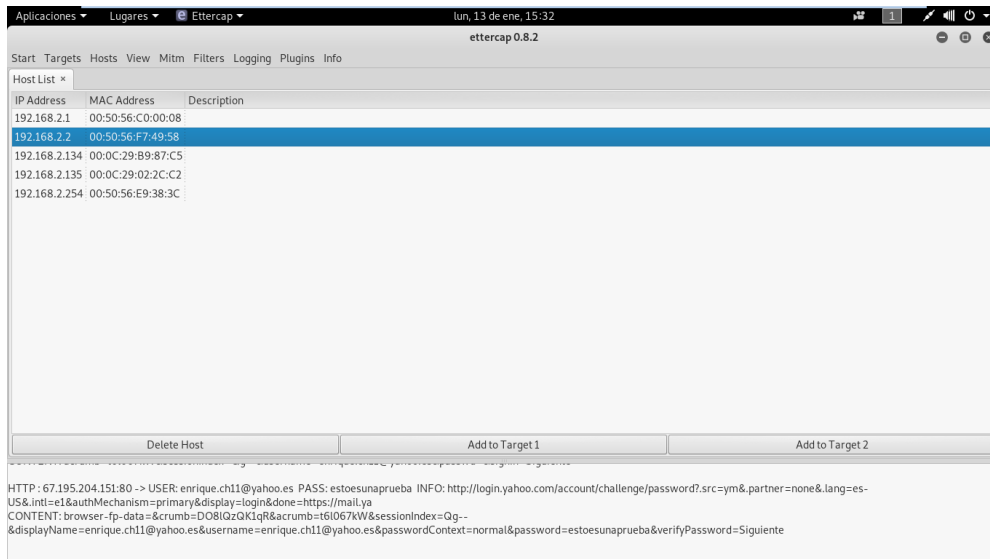 Aplicaciones Lugares Ettercap lun, 13 de ene, 15:32 1
ettercap 0.8.2
Start Targets Hosts View Mitm Filters Logging Plugins Info
Host List ×
IP Address MAC Address Description
192.168.2.1 00:50:56:C0:00:08
192.168.2.2 00:50:56:F7:49:58
192.168.2.134 00:0C:29:B9:87:C5
192.168.2.135 00:0C:29:02:2C:C2
192.168.2.254 00:50:56:E9:38:3C
Delete Host Add to Target 1 Add to Target 2
HTTP : 67.195.204.151:80 -> USER: enrique.ch11@yahoo.es PASS: estoesunaprueba INFO: http://login.yahoo.com/account/challenge/password?.src=ym&.partner=none&.lang=es-
US&.intl=e1&authMechanism=primary&display=login&done=https://mail.ya
CONTENT: browser-fp-data=&crumb=DO8lQzQK1qR&acrumb=t6l067kW&sessionIndex=Qg--
&displayName=enrique.ch11@yahoo.es&username=enrique.ch11@yahoo.es&passwordContext=normal&password=estoesunaprueba&verifyPassword=Siguiente